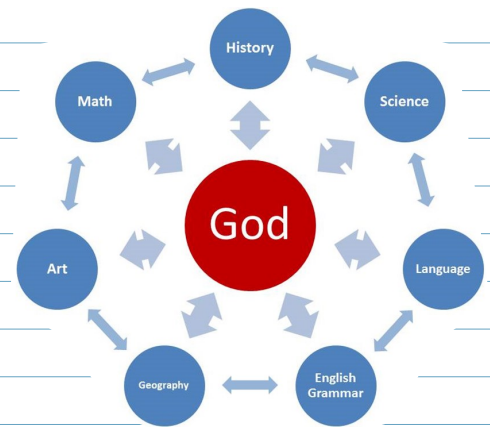 History
Math
Science
God
Art
Language
Geography
English
Grammar